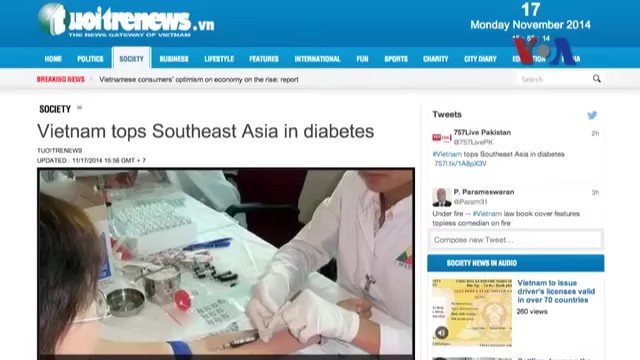 tuoitrenews.vn
THE NEWS GATEWAY OF VIETNAM
17
Monday November 2014
VOA
HOME POLITICS SOCIETY BUSINESS LIFESTYLE FEATURES INTERNATIONAL FUN SPORTS CHARITY CITY DIARY
BREAKING NEWS Vietnamese consumers' optimism on economy on the rise: report
Search
SOCIETY »
Vietnam tops Southeast Asia in diabetes
TUOITRENEWS
UPDATED : 11/17/2014 15:56 GMT + 7
Tweets
757Live Pakistan 2h
@757LivePK
#Vietnam tops Southeast Asia in diabetes
757l.tk/1A8pX3V
P. Parameswaran 3h
@Param31
Under fire -- #Vietnam law book cover features
topless comedian on fire
Compose new Tweet…
SOCIETY NEWS IN AUDIO
Vietnam to issue
driver's licenses valid
in over 70 countries
260 views